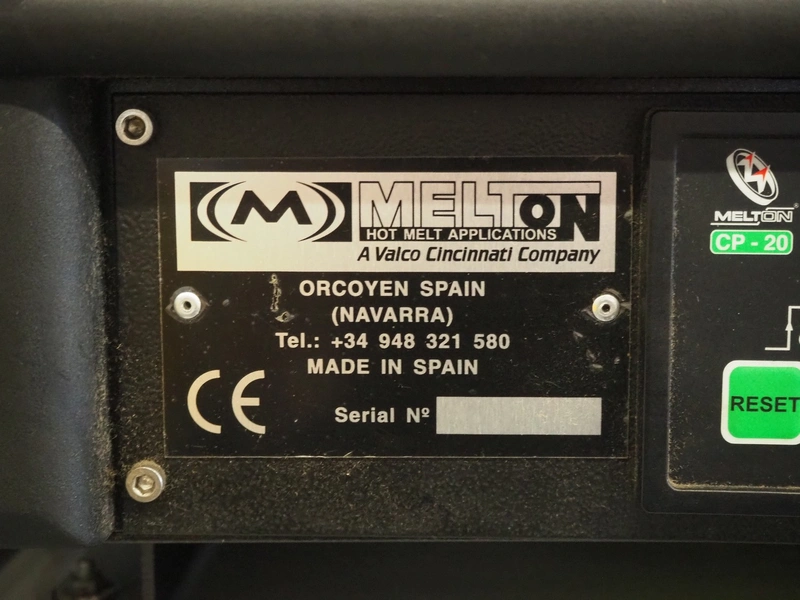 M MELTON
HOT MELT APPLICATIONS
A Valco Cincinnati Company
ORCOYEN SPAIN
(NAVARRA)
Tel.: +34 948 321 580
MADE IN SPAIN
CE
Serial Nº
MELTON®
CP - 20
RESET